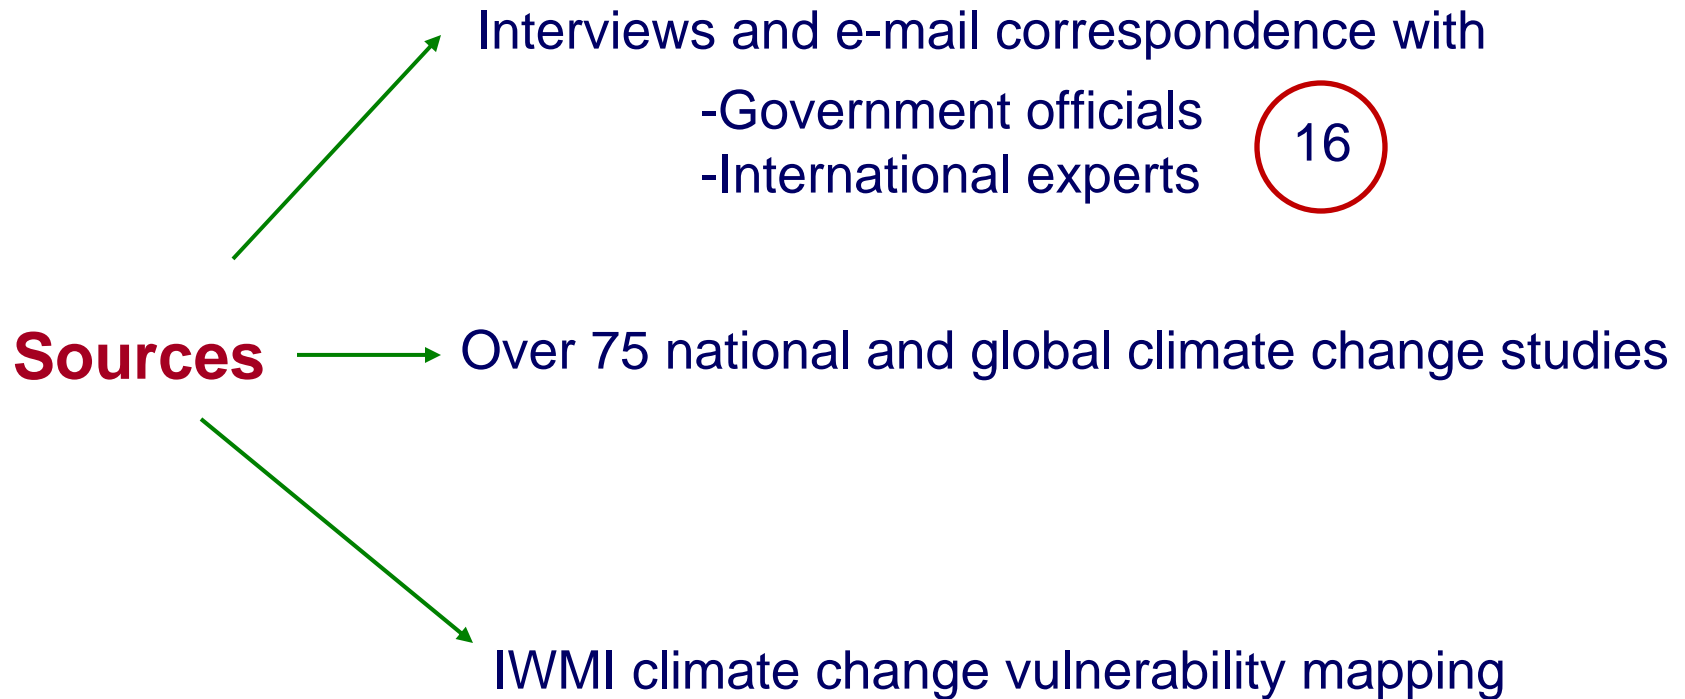 Interviews and e-mail correspondence with
-Government officials
-International experts
16
Sources
Over 75 national and global climate change studies
IWMI climate change vulnerability mapping